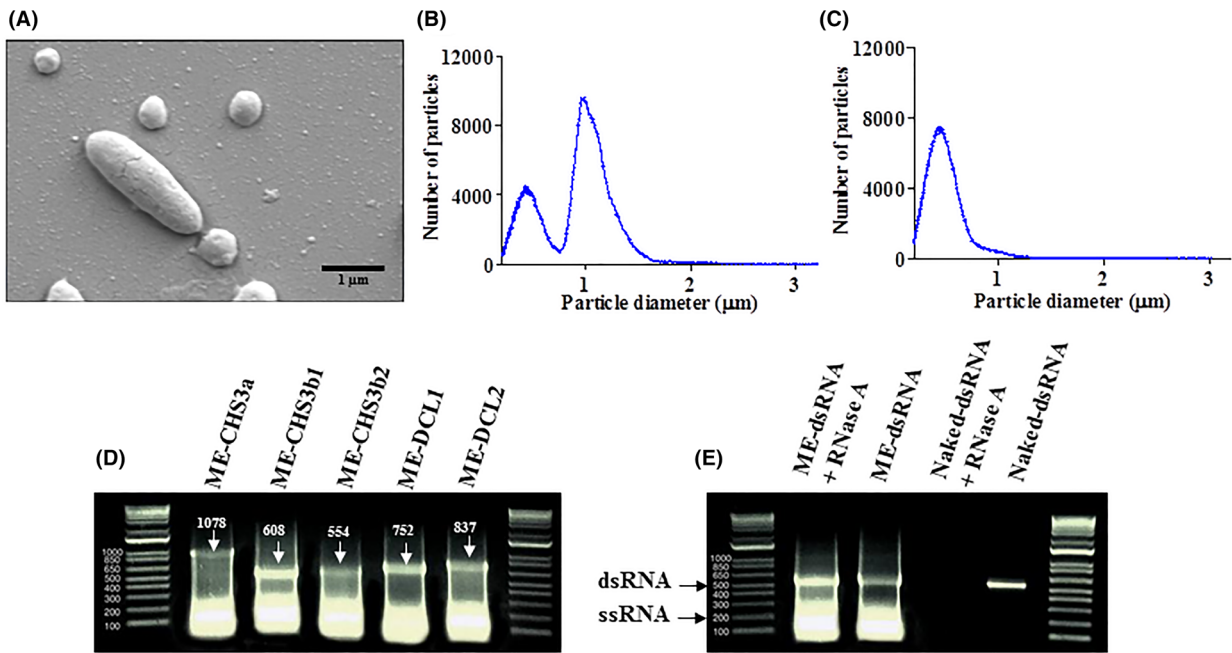 (A)
1 µm
(B)
Number of particles
12000
8000
4000
0
1
2
3
Particle diameter (µm)
(C)
Number of particles
12000
8000
4000
0
1
2
3
Particle diameter (µm)
(D)
ME-CHS3a
ME-CHS3b1
ME-CHS3b2
ME-DCL1
ME-DCL2
1078
608
554
752
837
1000
850
650
500
400
300
200
100
(E)
ME-dsRNA
+ RNase A
ME-dsRNA
Naked-dsRNA
+ RNase A
Naked-dsRNA
1000
850
650
500
400
300
200
100
dsRNA
ssRNA